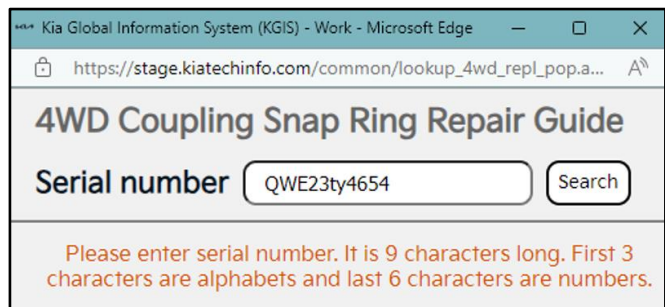 Kia Global Information System (KGIS) - Work - Microsoft Edge
https://stage.kiatechinfo.com/common/lookup_4wd_repl_pop.a...
4WD Coupling Snap Ring Repair Guide
Serial number QWE23ty4654 Search
Please enter serial number. It is 9 characters long. First 3
characters are alphabets and last 6 characters are numbers.